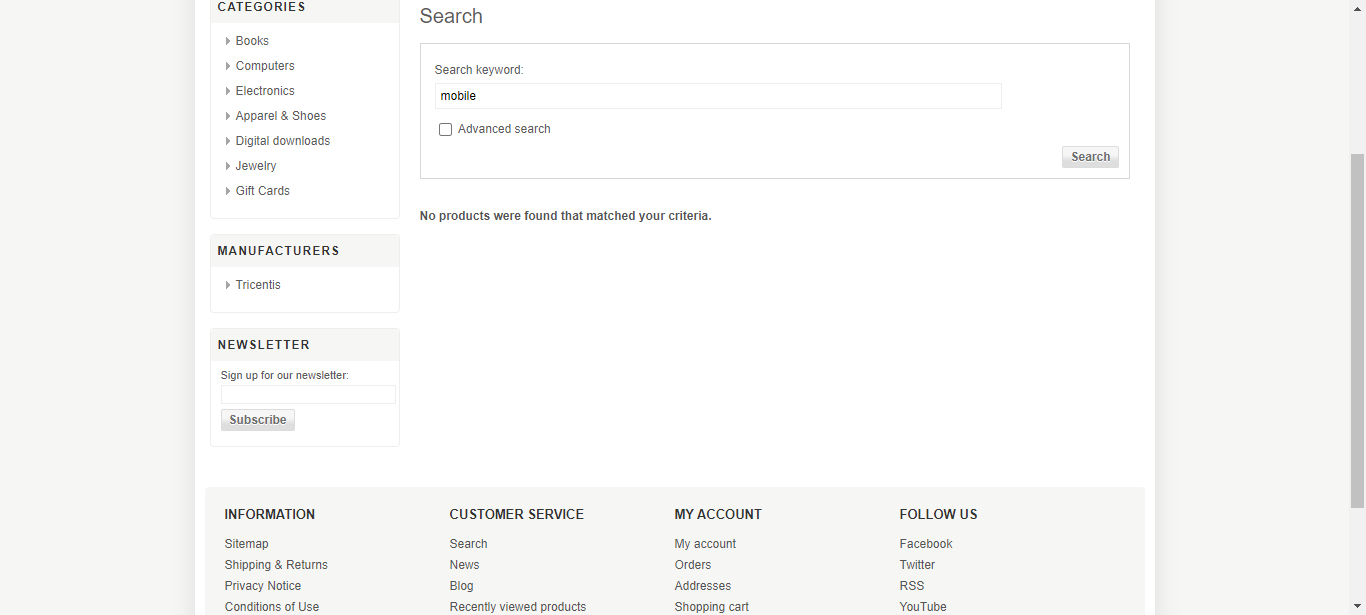 CATEGORIES
Books
Computers
Electronics
Apparel & Shoes
Digital downloads
Jewelry
Gift Cards
MANUFACTURERS
Tricentis
NEWSLETTER
Sign up for our newsletter:
Subscribe
Search
Search keyword:
mobile
Advanced search
Search
No products were found that matched your criteria.
INFORMATION
Sitemap
Shipping & Returns
Privacy Notice
Conditions of Use
CUSTOMER SERVICE
Search
News
Blog
Recently viewed products
MY ACCOUNT
My account
Orders
Addresses
Shopping cart
FOLLOW US
Facebook
Twitter
RSS
YouTube